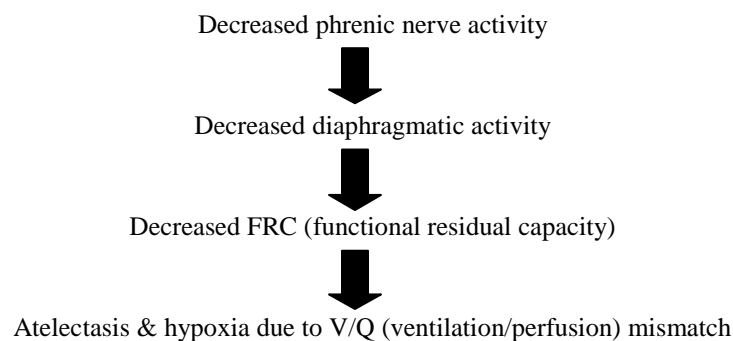 Decreased phrenic nerve activity
Decreased diaphragmatic activity
Decreased FRC (functional residual capacity)
Atelectasis & hypoxia due to V/Q (ventilation/perfusion) mismatch